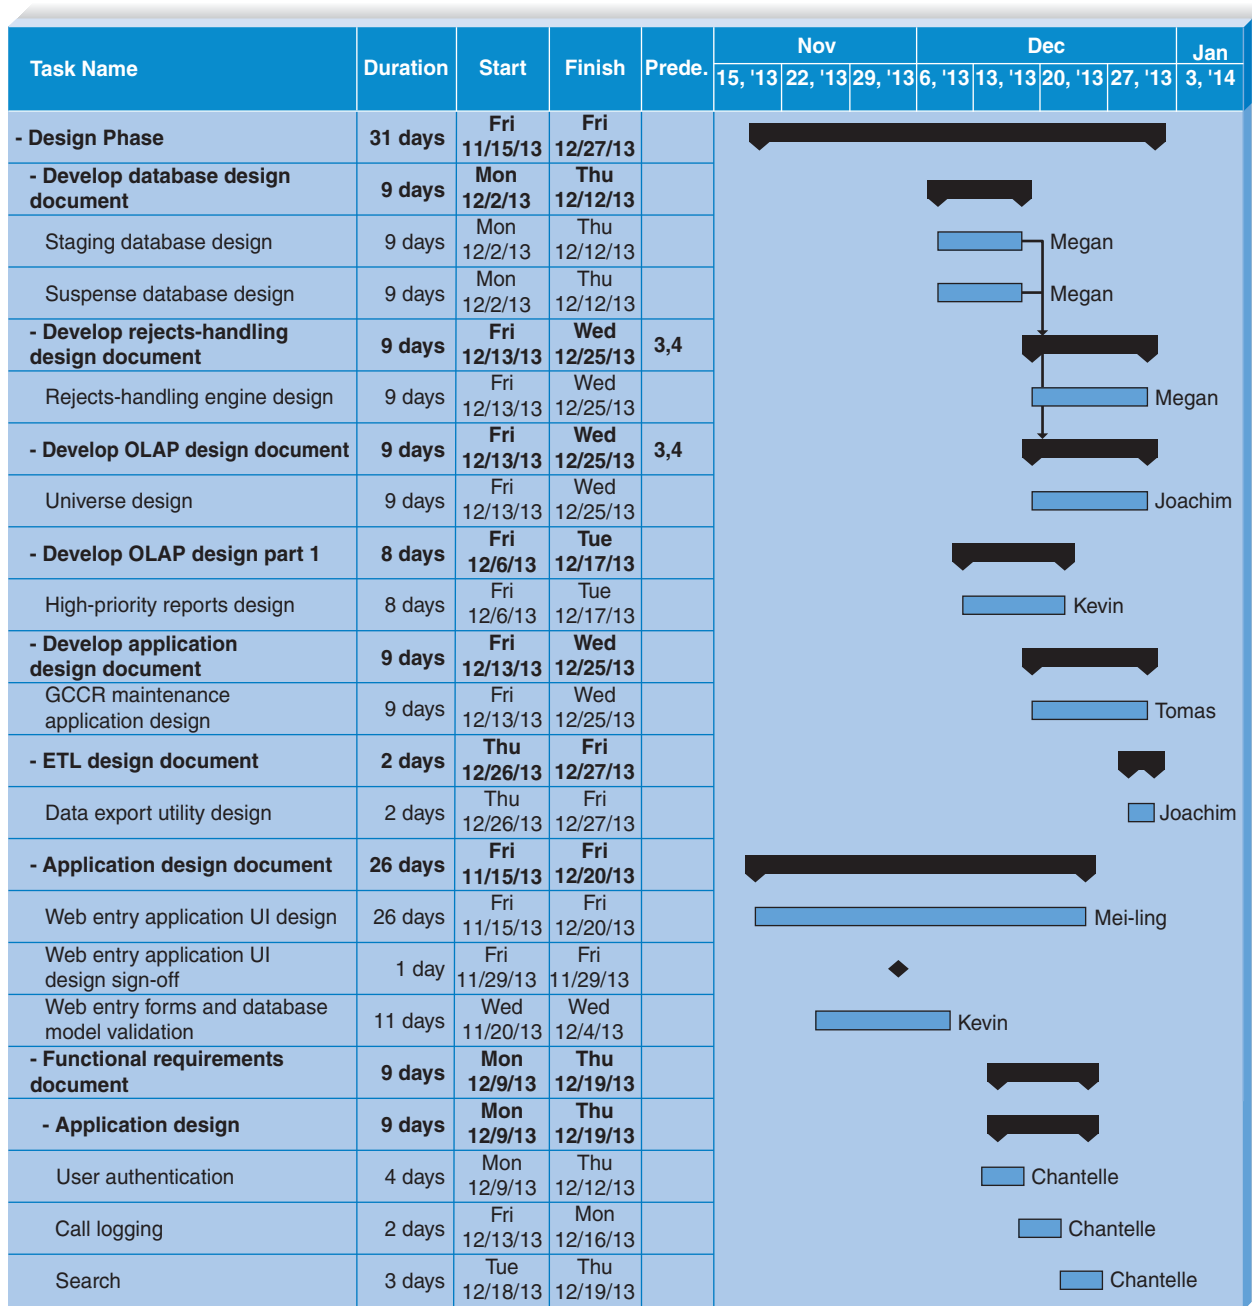 Task Name Duration Start Finish Prede. Nov Dec Jan
15, '13 22, '13 29, '13 6, '13 13, '13 20, '13 27, '13 3, '14
- Design Phase 31 days Fri 11/15/13 Fri 12/27/13
- Develop database design document 9 days Mon 12/2/13 Thu 12/12/13
Staging database design 9 days Mon 12/2/13 Thu 12/12/13 Megan
Suspense database design 9 days Mon 12/2/13 Thu 12/12/13 Megan
- Develop rejects-handling design document 9 days Fri 12/13/13 Wed 12/25/13 3,4
Rejects-handling engine design 9 days Fri 12/13/13 Wed 12/25/13 Megan
- Develop OLAP design document 9 days Fri 12/13/13 Wed 12/25/13 3,4
Universe design 9 days Fri 12/13/13 Wed 12/25/13 Joachim
- Develop OLAP design part 1 8 days Fri 12/6/13 Tue 12/17/13
High-priority reports design 8 days Fri 12/6/13 Tue 12/17/13 Kevin
- Develop application design document 9 days Fri 12/13/13 Wed 12/25/13
GCCR maintenance application design 9 days Fri 12/13/13 Wed 12/25/13 Tomas
- ETL design document 2 days Thu 12/26/13 Fri 12/27/13
Data export utility design 2 days Thu 12/26/13 Fri 12/27/13 Joachim
- Application design document 26 days Fri 11/15/13 Fri 12/20/13
Web entry application UI design 26 days Fri 11/15/13 Fri 12/20/13 Mei-ling
Web entry application UI design sign-off 1 day Fri 11/29/13 Fri 11/29/13
Web entry forms and database model validation 11 days Wed 11/20/13 Wed 12/4/13 Kevin
- Functional requirements document 9 days Mon 12/9/13 Thu 12/19/13
- Application design 9 days Mon 12/9/13 Thu 12/19/13
User authentication 4 days Mon 12/9/13 Thu 12/12/13 Chantelle
Call logging 2 days Fri 12/13/13 Mon 12/16/13 Chantelle
Search 3 days Tue 12/18/13 Thu 12/19/13 Chantelle